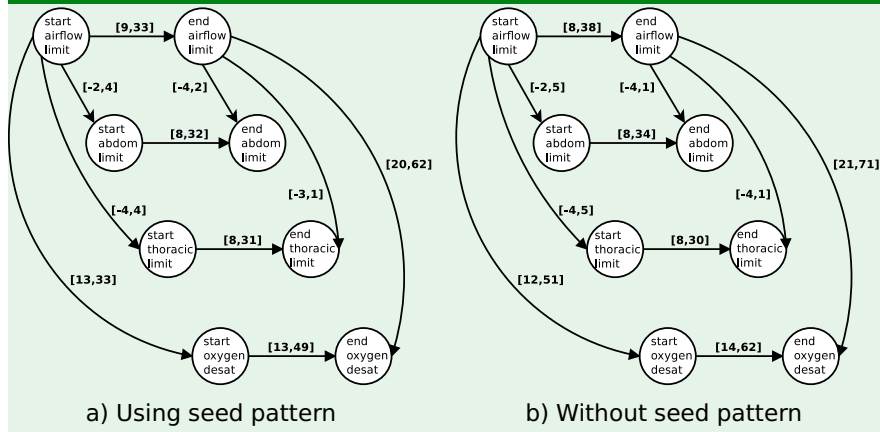 start
airflow
limit
[9,33]
end
airflow
limit
[-2,4]
[-4,2]
start
abdom
limit
[8,32]
end
abdom
limit
[20,62]
[-3,1]
[-4,4]
start
thoracic
limit
[8,31]
end
thoracic
limit
[13,33]
start
oxygen
desat
[13,49]
end
oxygen
desat
a) Using seed pattern
start
airflow
limit
[8,38]
end
airflow
limit
[-2,5]
[-4,1]
start
abdom
limit
[8,34]
end
abdom
limit
[21,71]
[-4,1]
[-4,5]
start
thoracic
limit
[8,30]
end
thoracic
limit
[12,51]
start
oxygen
desat
[14,62]
end
oxygen
desat
b) Without seed pattern